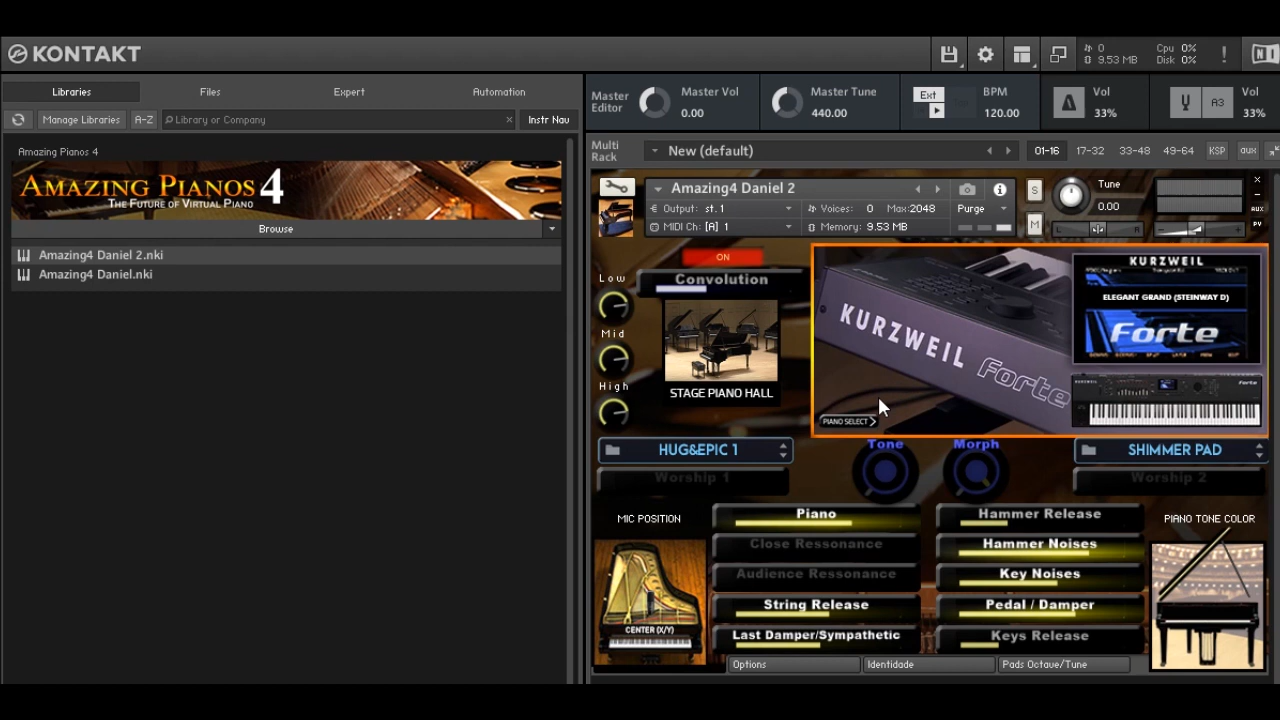 KONTAKT
0
9.53 MB
Cpu 0%
Disk 0%
!
NI
Libraries
Files
Expert
Automation
Manage Libraries
A-Z
Library or Company
×
Instr Nau
Master Editor
Master Vol
0.00
Master Tune
440.00
Ext
BPM
120.00
Vol
33%
A3
Vol
33%
Multi Rack
New (default)
01-16
17-32
33-48
49-64
KSP
aux
Amazing Pianos 4
AMAZING PIANOS 4
THE FUTURE OF VIRTUAL PIANO
Browse
Amazing4 Daniel 2.nki
Amazing4 Daniel.nki
Amazing4 Daniel 2
Output: st.1
Voices: 0 Max:2048
Purge
MIDI Ch: [A] 1
Memory: 9.53 MB
S
M
Tune
0.00
L
R
AUX
PV
ON
Convolution
Low
Mid
High
STAGE PIANO HALL
KURZWEIL Forte
PIANO SELECT
KURZWEIL
ELEGANT GRAND (STEINWAY D)
Forte
HUG&EPIC 1
Worship 1
Tone
Morph
SHIMMER PAD
Worship 2
MIC POSITION
CENTER (X/Y)
Piano
Close Ressonance
Audience Ressonance
String Release
Last Damper/Sympathetic
Hammer Release
Hammer Noises
Key Noises
Pedal / Damper
Keys Release
PIANO TONE COLOR
Options
Identidade
Pads Octave/Tune